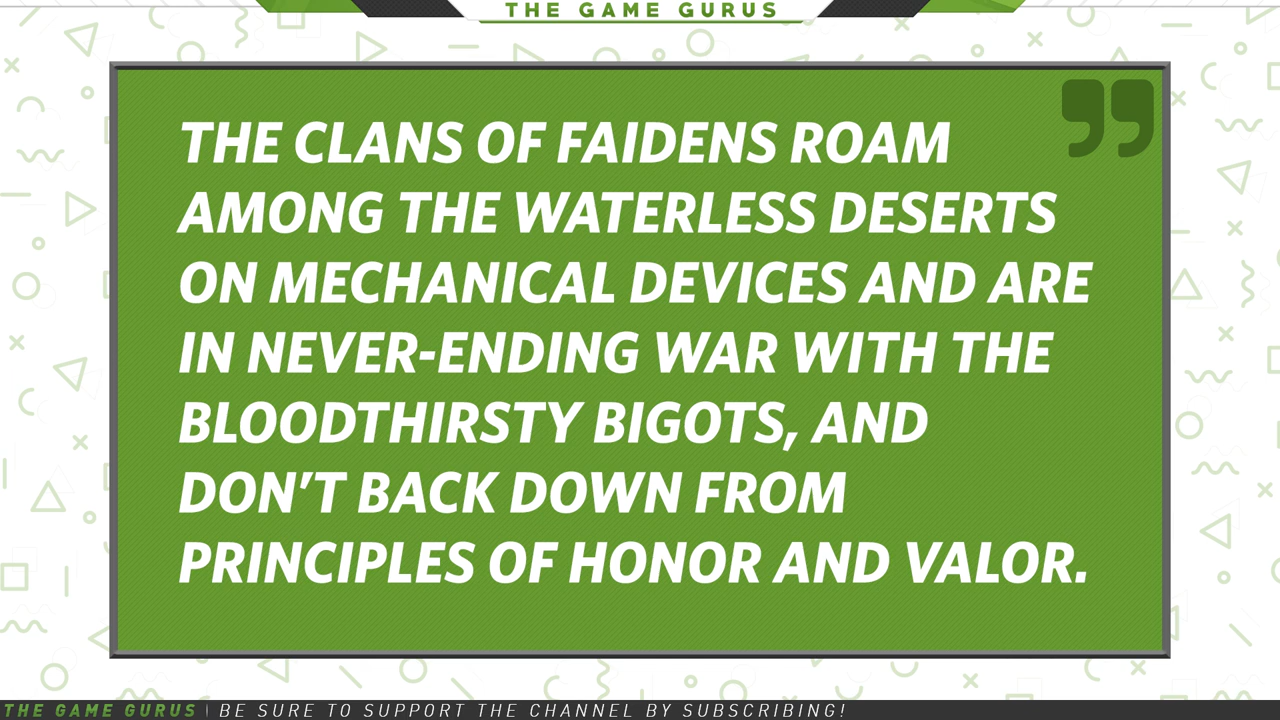 THE GAME GURUS
THE CLANS OF FAIDENS ROAM
AMONG THE WATERLESS DESERTS
ON MECHANICAL DEVICES AND ARE
IN NEVER-ENDING WAR WITH THE
BLOODTHIRSTY BIGOTS, AND
DON'T BACK DOWN FROM
PRINCIPLES OF HONOR AND VALOR.
THE GAME GURUS | BE SURE TO SUPPORT THE CHANNEL BY SUBSCRIBING!